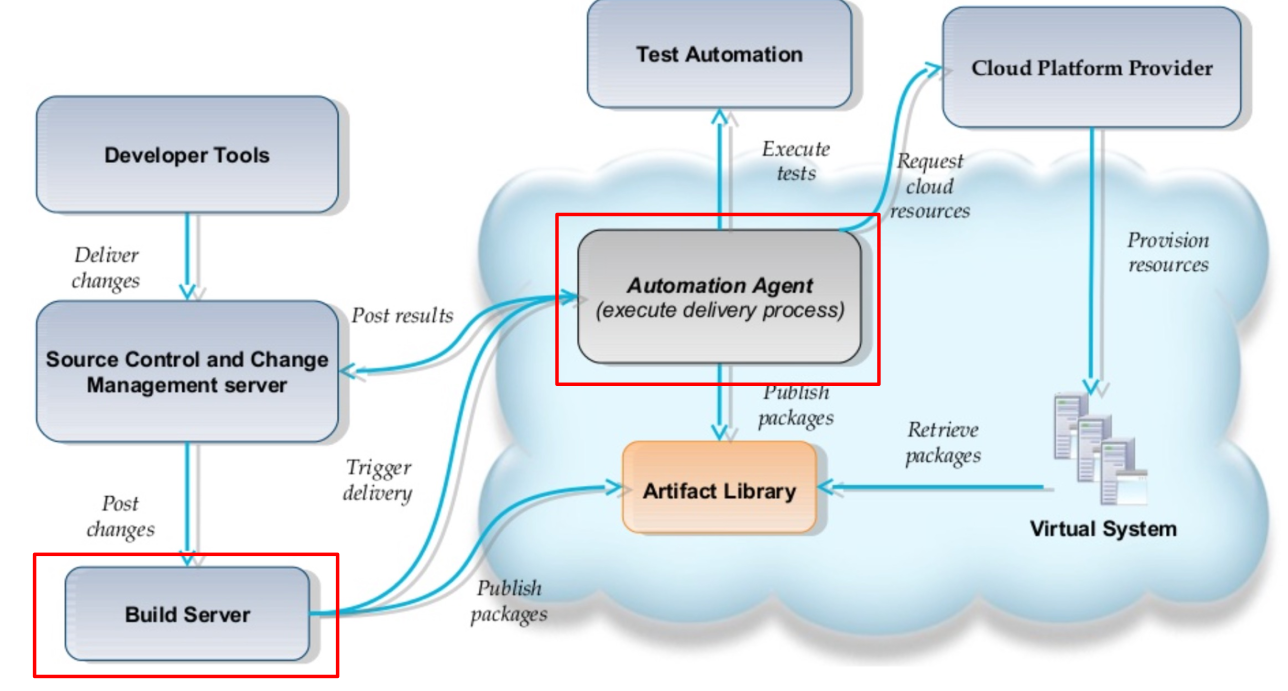 Test Automation
Cloud Platform Provider
Developer Tools
Execute
tests
Request
cloud
resources
Deliver
changes
Provision
resources
Automation Agent
(execute delivery process)
Post results
Source Control and Change
Management server
Publish
packages
Retrieve
packages
Trigger
delivery
Artifact Library
Post
changes
Virtual System
Publish
packages
Build Server